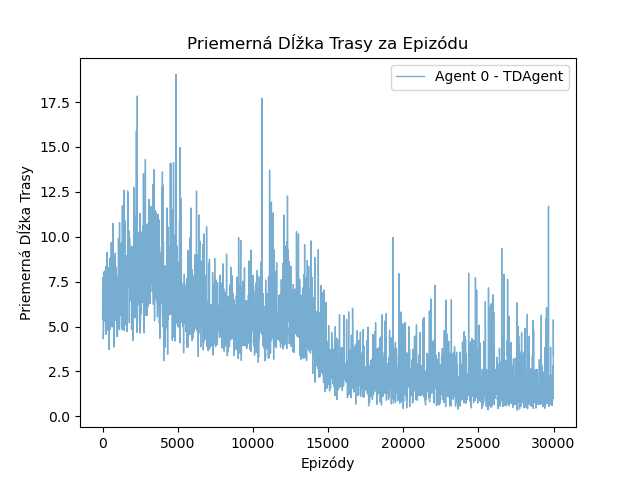 Priemerná Dĺžka Trasy za Epizódu
Agent 0 - TDAgent
Priemerná Dĺžka Trasy
17.5
15.0
12.5
10.0
7.5
5.0
2.5
0.0
0 5000 10000 15000 20000 25000 30000
Epizódy